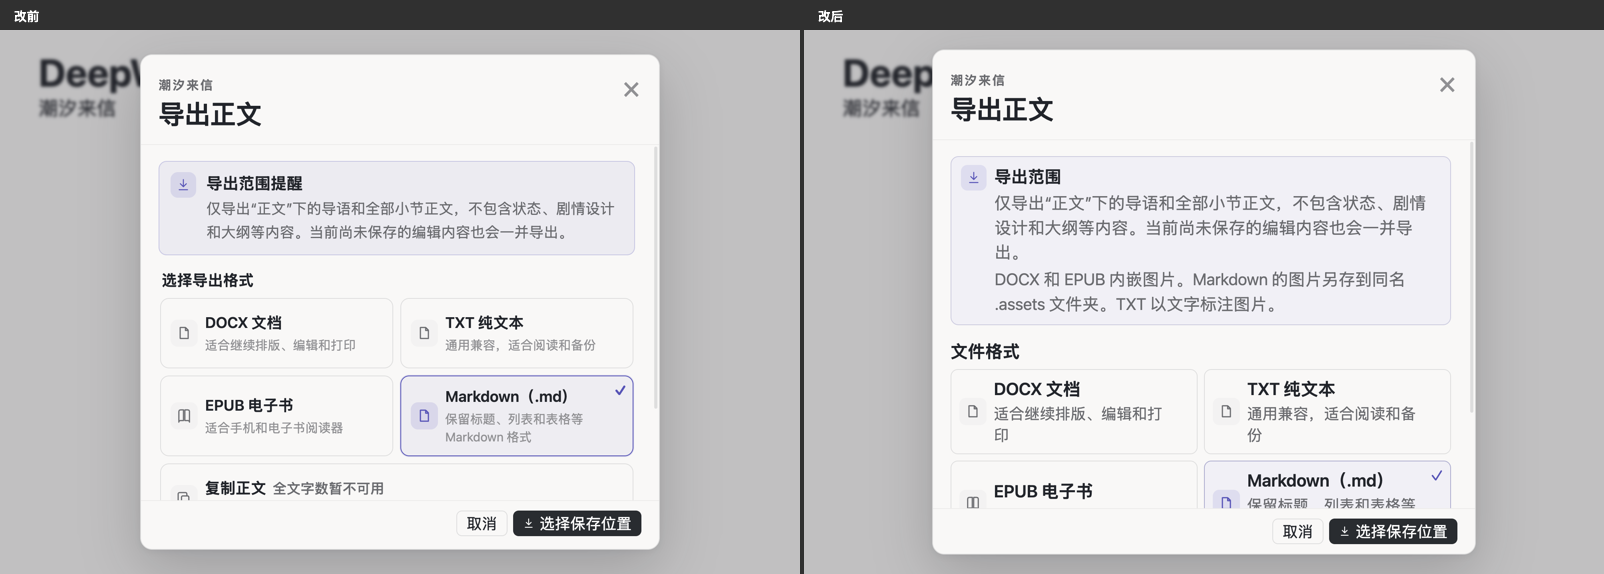 改前
潮汐来信
潮汐来信
导出正文
导出范围提醒
仅导出“正文”下的导语和全部小节正文，不包含状态、剧情设计
和大纲等内容。当前尚未保存的编辑内容也会一并导出。
选择导出格式
DOCX 文档
适合继续排版、编辑和打印
TXT 纯文本
通用兼容，适合阅读和备份
EPUB 电子书
适合手机和电子书阅读器
Markdown（.md）
保留标题、列表和表格等
Markdown 格式
复制正文 全文字数暂不可用
取消
选择保存位置
改后
Deep
潮汐来信
潮汐来信
导出正文
导出范围
仅导出“正文”下的导语和全部小节正文，不包含状态、剧情
设计和大纲等内容。当前尚未保存的编辑内容也会一并导
出。
DOCX 和 EPUB 内嵌图片。Markdown 的图片另存到同名
.assets 文件夹。TXT 以文字标注图片。
文件格式
DOCX 文档
适合继续排版、编辑和打
印
TXT 纯文本
通用兼容，适合阅读和备
份
EPUB 电子书
Markdown（.md）
保留标题、列表和表格等
取消
选择保存位置